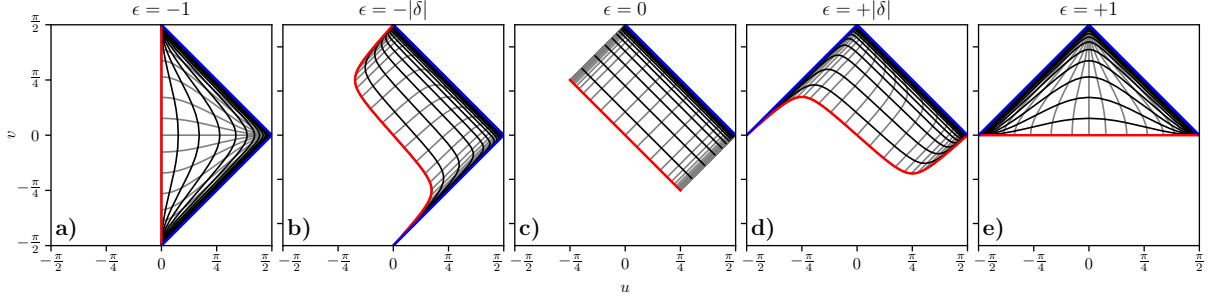 ϵ = −1
ϵ = −|δ|
ϵ = 0
ϵ = +|δ|
ϵ = +1
π/2
π/4
0
−π/4
−π/2
v
a)
b)
c)
d)
e)
−π/2 −π/4 0 π/4 π/2
−π/2 −π/4 0 π/4 π/2
−π/2 −π/4 0 π/4 π/2
−π/2 −π/4 0 π/4 π/2
−π/2 −π/4 0 π/4 π/2
u